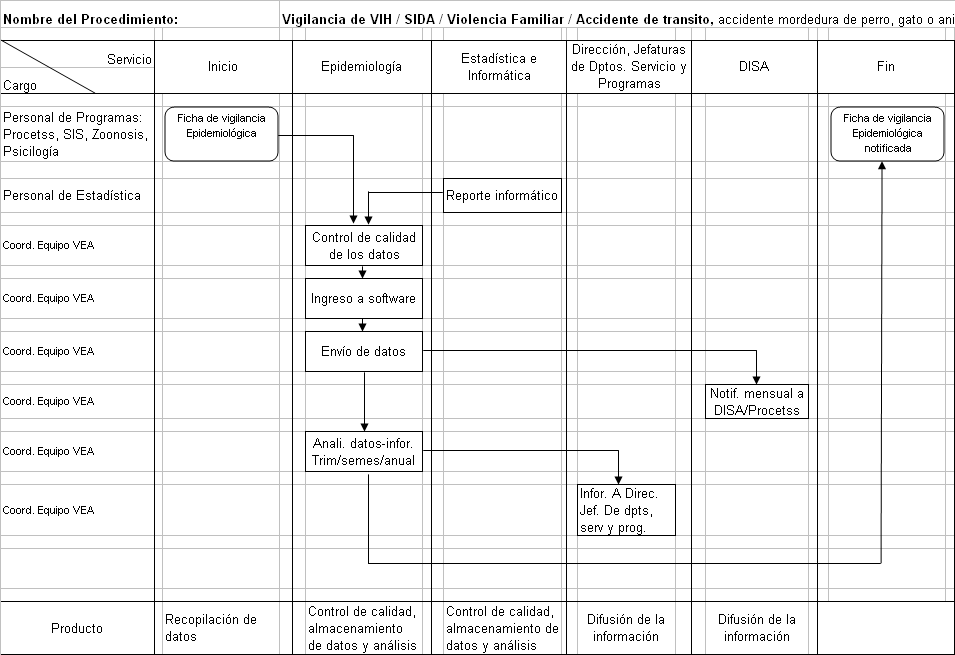 Nombre del Procedimiento: Vigilancia de VIH / SIDA / Violencia Familiar / Accidente de transito, accidente mordedura de perro, gato o ani
Servicio
Cargo
Inicio
Epidemiología
Estadística e
Informática
Dirección, Jefaturas
de Dptos. Servicio y
Programas
DISA
Fin
Personal de Programas:
Procetss, SIS, Zoonosis,
Psicilogía
Ficha de vigilancia
Epidemiológica
Ficha de vigilancia
Epidemiológica
notificada
Personal de Estadística
Reporte informático
Coord. Equipo VEA
Control de calidad
de los datos
Coord. Equipo VEA
Ingreso a software
Coord. Equipo VEA
Envío de datos
Coord. Equipo VEA
Notif. mensual a
DISA/Procetss
Coord. Equipo VEA
Anali. datos-infor.
Trim/semes/anual
Coord. Equipo VEA
Infor. A Direc.
Jef. De dpts,
serv y prog.
Producto
Recopilación de
datos
Control de calidad,
almacenamiento
de datos y análisis
Control de calidad,
almacenamiento de
datos y análisis
Difusión de la
información
Difusión de la
información